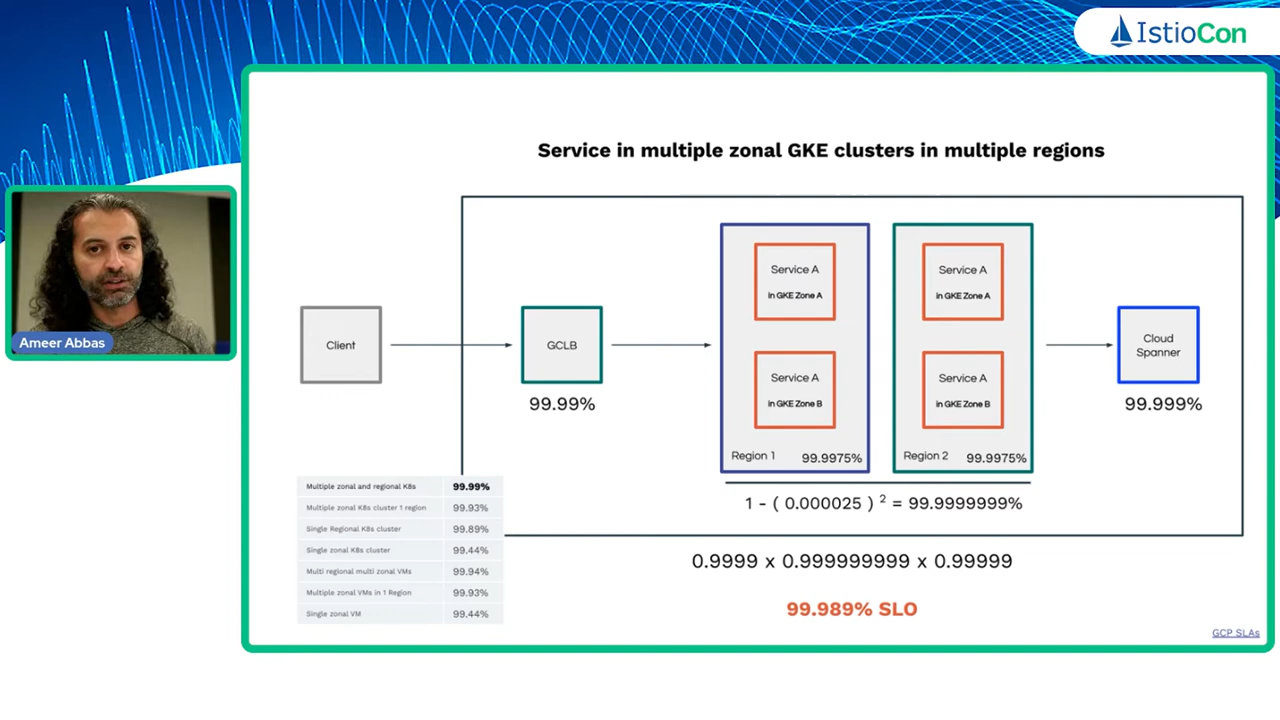 IstioCon
Service in multiple zonal GKE clusters in multiple regions
Ameer Abbas
Client
GCLB
99.99%
Service A
in GKE Zone A
Service A
in GKE Zone B
Region 1
99.9975%
Service A
in GKE Zone A
Service A
in GKE Zone B
Region 2
99.9975%
Cloud
Spanner
99.999%
1 - ( 0.000025 ) 2 = 99.9999999%
0.9999 x 0.999999999 x 0.99999
99.989% SLO
Multiple zonal and regional K8s 99.99%
Multiple zonal K8s cluster 1 region 99.93%
Single Regional K8s cluster 99.89%
Single zonal K8s cluster 99.44%
Multi regional multi zonal VMs 99.94%
Multiple zonal VMs in 1 Region 99.93%
Single zonal VM 99.44%
GCP SLAs